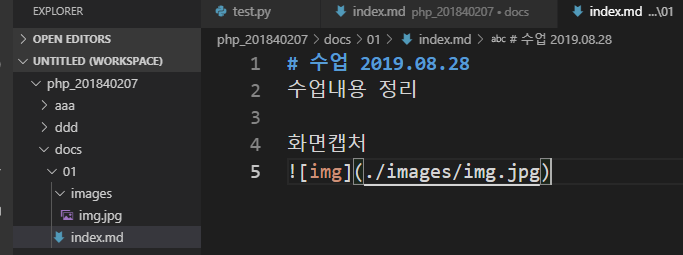 EXPLORER
OPEN EDITORS
UNTITLED (WORKSPACE)
php_201840207
aaa
ddd
docs
01
images
img.jpg
index.md
test.py
index.md php_201840207 • docs
index.md ...\01
php_201840207 > docs > 01 > index.md > abc # 수업 2019.08.28
1 # 수업 2019.08.28
2 수업내용 정리
3
4 화면캡처
5 ![img](./images/img.jpg)